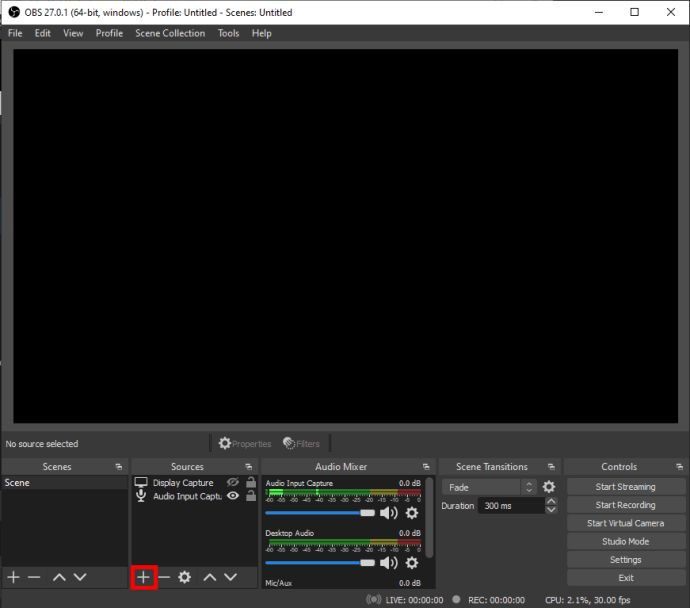 OBS 27.0.1 (64-bit, windows) - Profile: Untitled - Scenes: Untitled
File Edit View Profile Scene Collection Tools Help
No source selected Properties Filters
Scenes Sources Audio Mixer Scene Transitions Controls
Scene
Display Capture
Audio Input Captu
Audio Input Capture 0.0 dB
-60 -55 -50 -45 -40 -35 -30 -25 -20 -15 -10 -5 0
Desktop Audio 0.0 dB
-60 -55 -50 -45 -40 -35 -30 -25 -20 -15 -10 -5 0
Mic/Aux 0.0 dB
Fade
Duration 300 ms
Start Streaming
Start Recording
Start Virtual Camera
Studio Mode
Settings
Exit
LIVE: 00:00:00 REC: 00:00:00 CPU: 2.1%, 30.00 fps